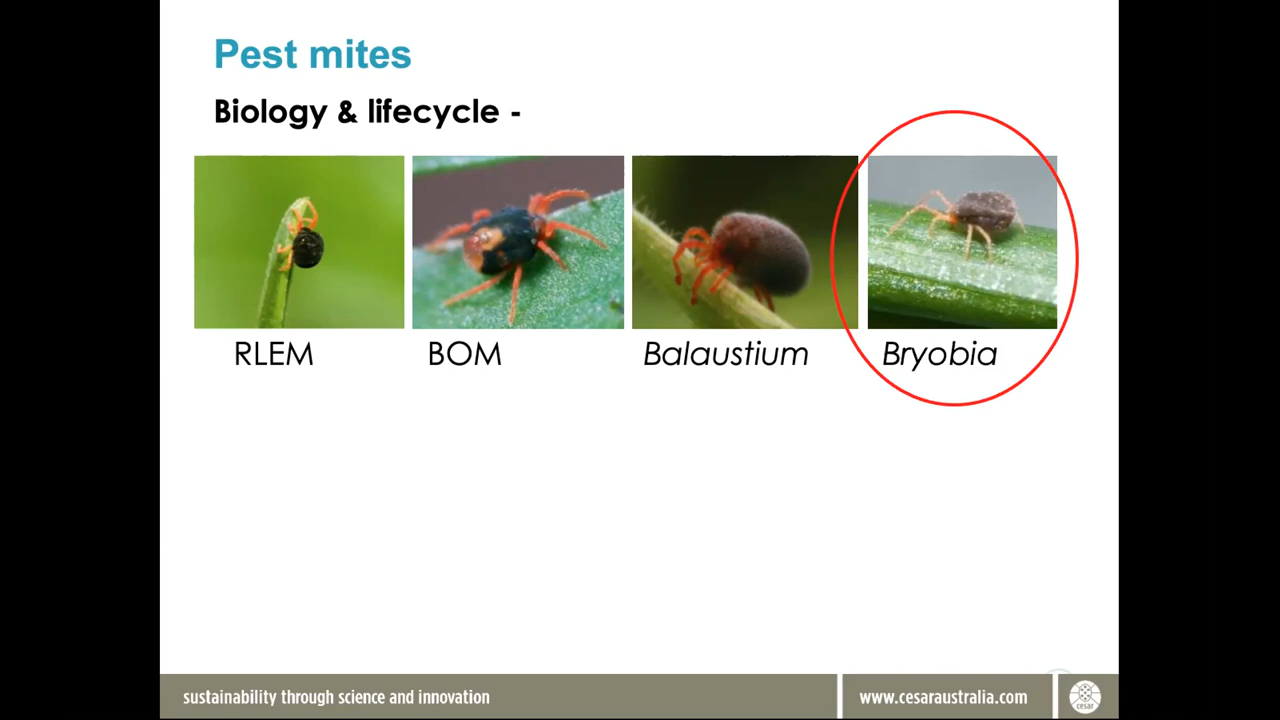 Pest mites
Biology & lifecycle -
RLEM
BOM
Balaustium
Bryobia
sustainability through science and innovation
www.cesaraustralia.com
cesar